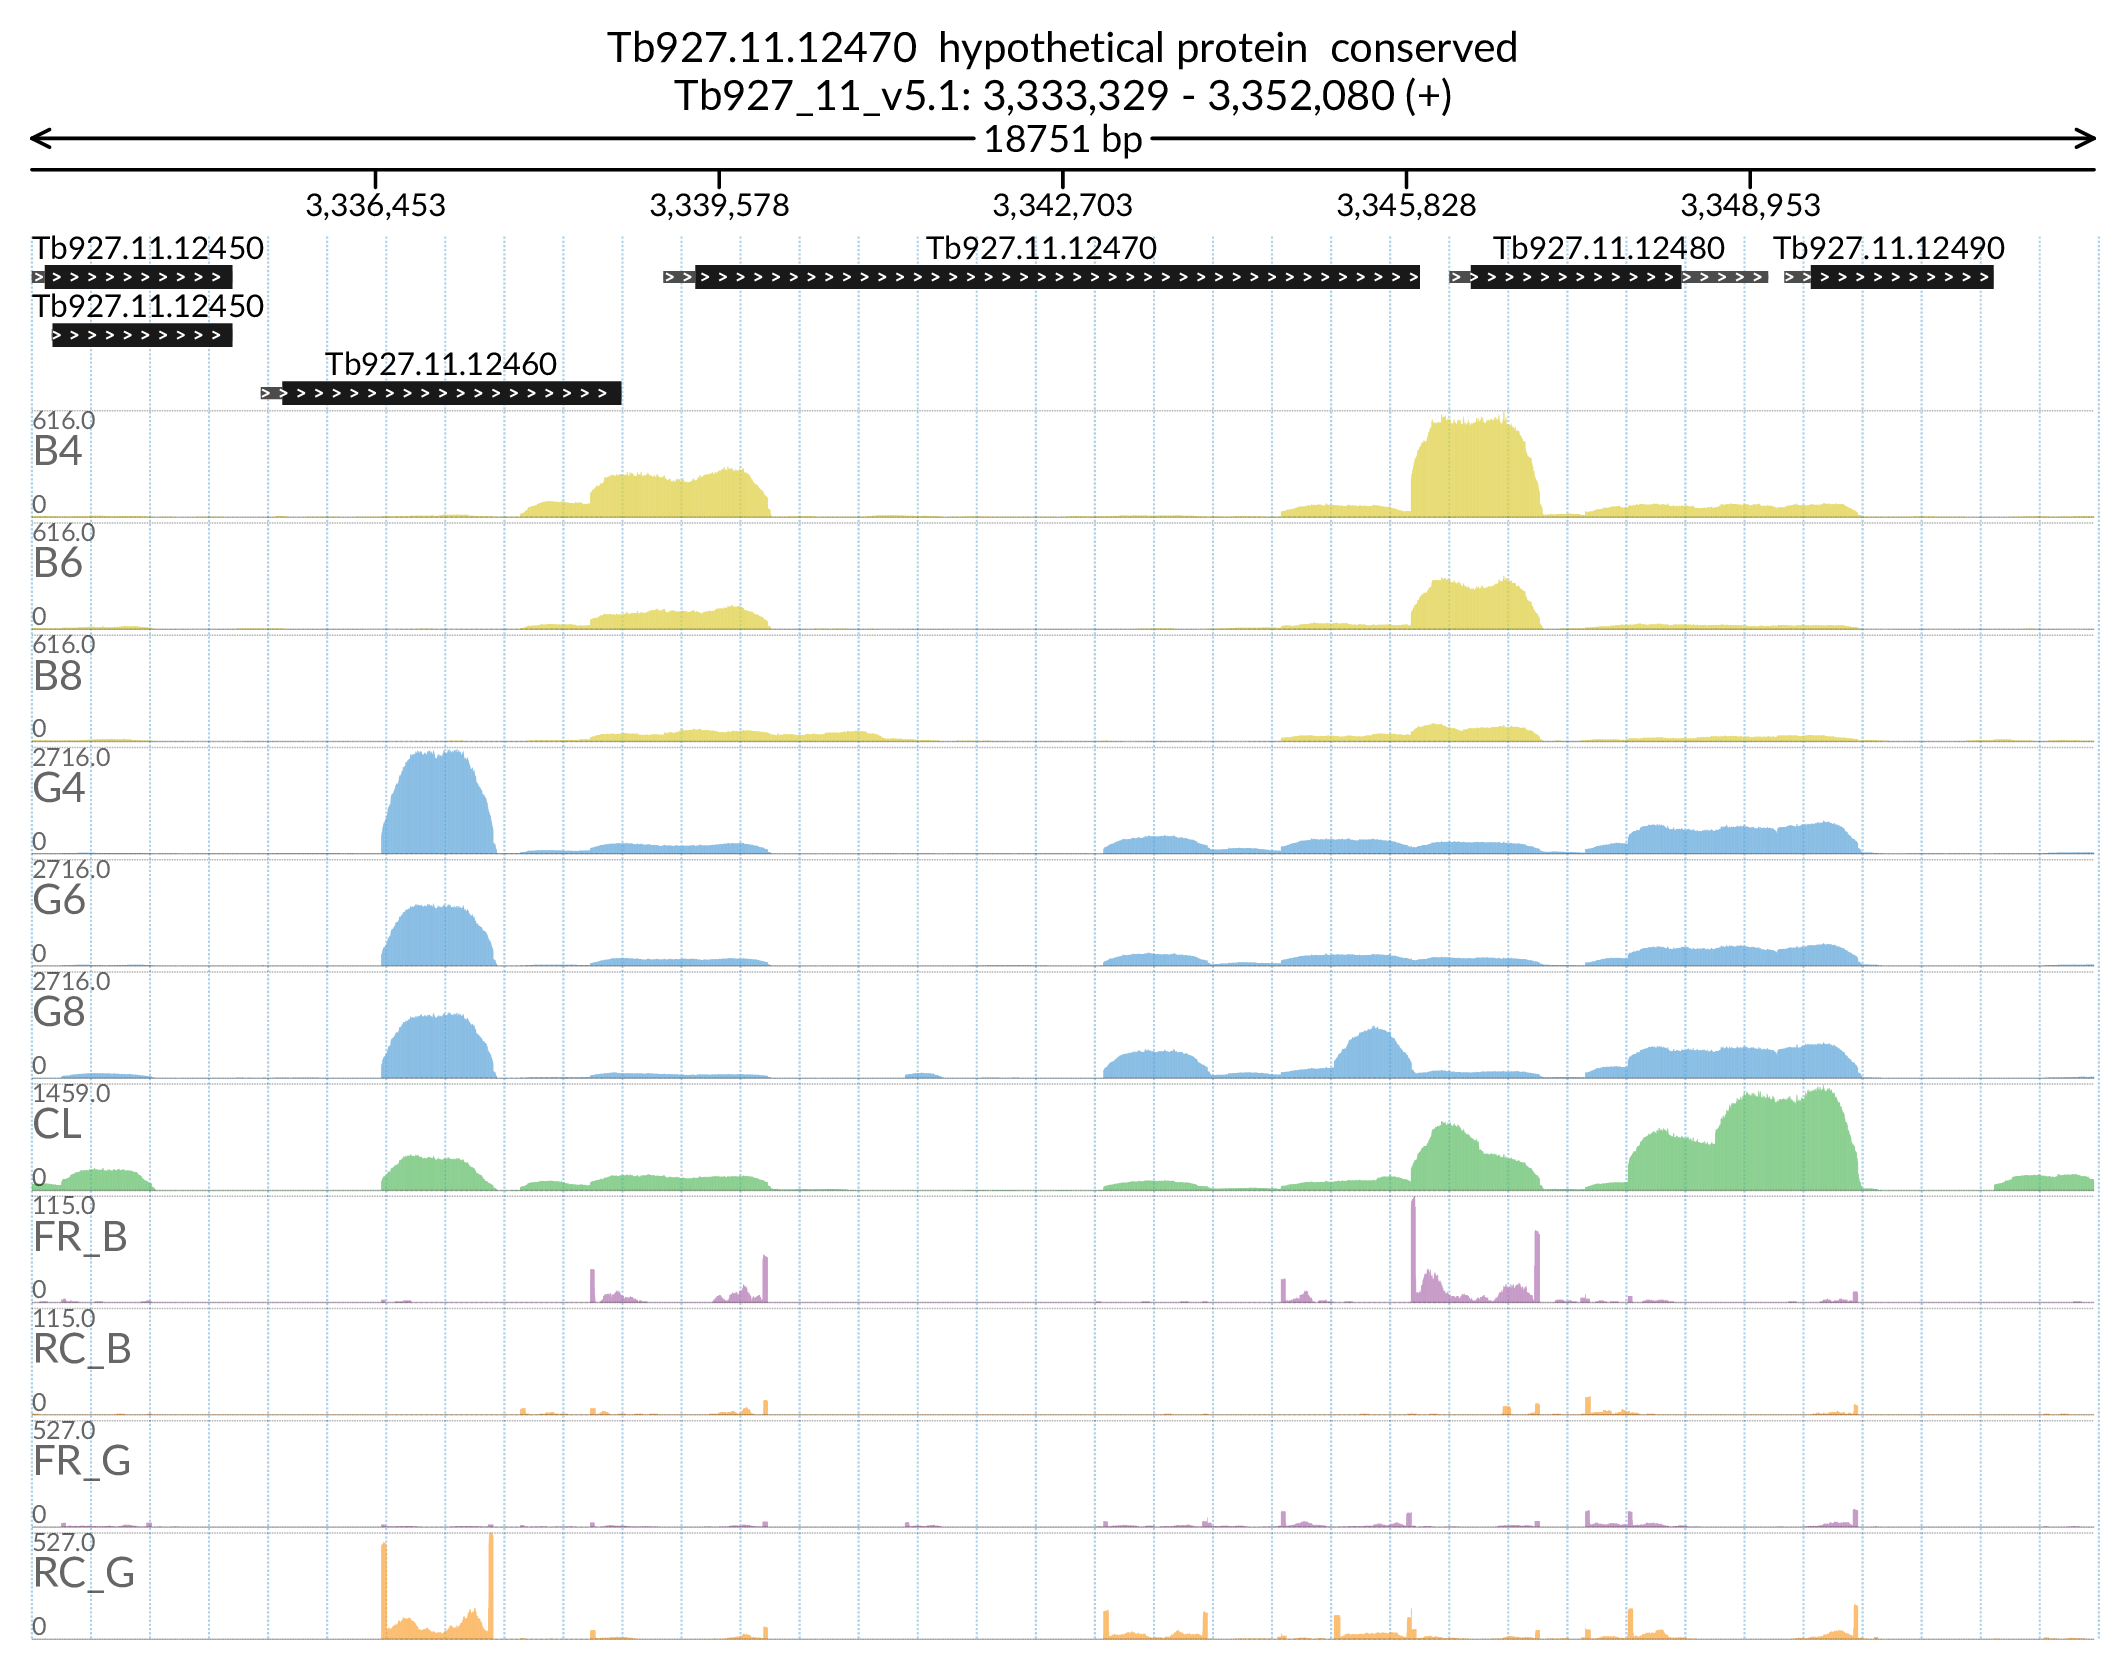 Tb927.11.12470  hypothetical protein  conserved
Tb927_11_v5.1: 3,333,329 - 3,352,080 (+)
18751 bp
3,336,453 3,339,578 3,342,703 3,345,828 3,348,953
Tb927.11.12450 Tb927.11.12470 Tb927.11.12480 Tb927.11.12490
Tb927.11.12450
Tb927.11.12460
616.0
B4
0
616.0
B6
0
616.0
B8
0
2716.0
G4
0
2716.0
G6
0
2716.0
G8
0
1459.0
CL
0
115.0
FR_B
0
115.0
RC_B
0
527.0
FR_G
0
527.0
RC_G
0